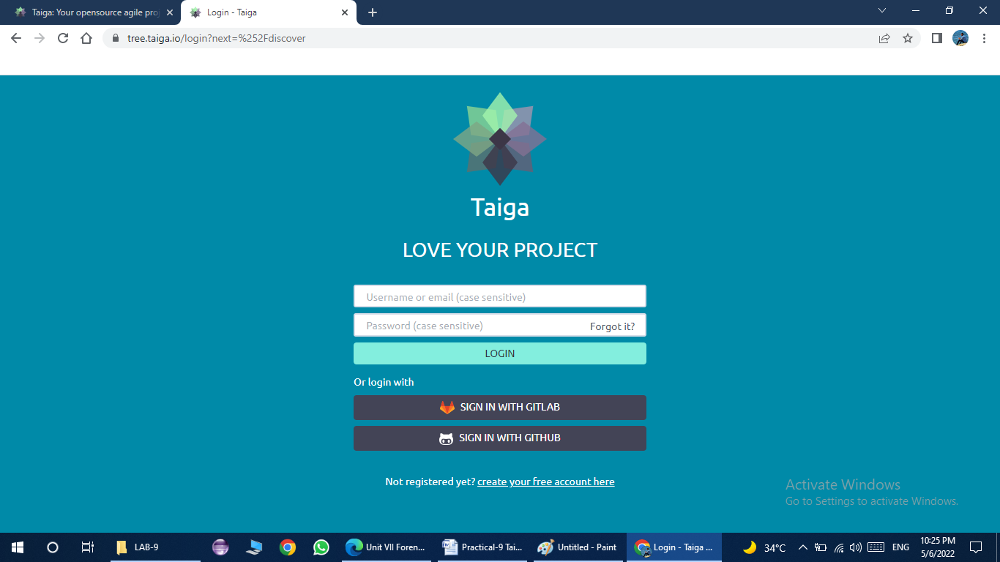 Taiga: Your opensource agile pro
Login - Taiga
tree.taiga.io/login?next=%252Fdiscover
Taiga
LOVE YOUR PROJECT
Username or email (case sensitive)
Password (case sensitive) Forgot it?
LOGIN
Or login with
SIGN IN WITH GITLAB
SIGN IN WITH GITHUB
Not registered yet? create your free account here
Activate Windows
Go to Settings to activate Windows.
LAB-9
Unit VII Foren...
Practical-9 Tai...
Untitled - Paint
Login - Taiga ...
34°C
ENG
10:25 PM
5/6/2022